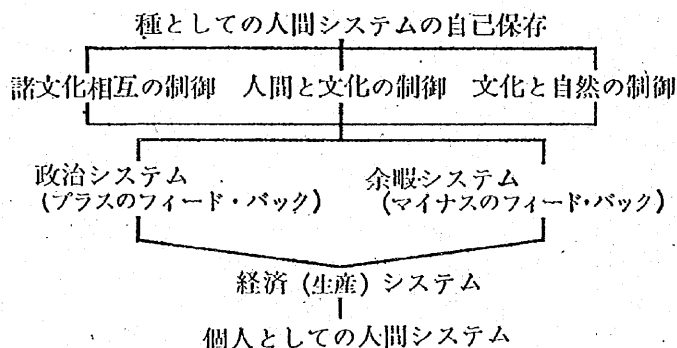 種としての人間システムの自己保存
諸文化相互の制御 人間と文化の制御 文化と自然の制御
政治システム 余暇システム
(プラスのフィード・バック) (マイナスのフィード・バック)
経済(生産)システム
個人としての人間システム